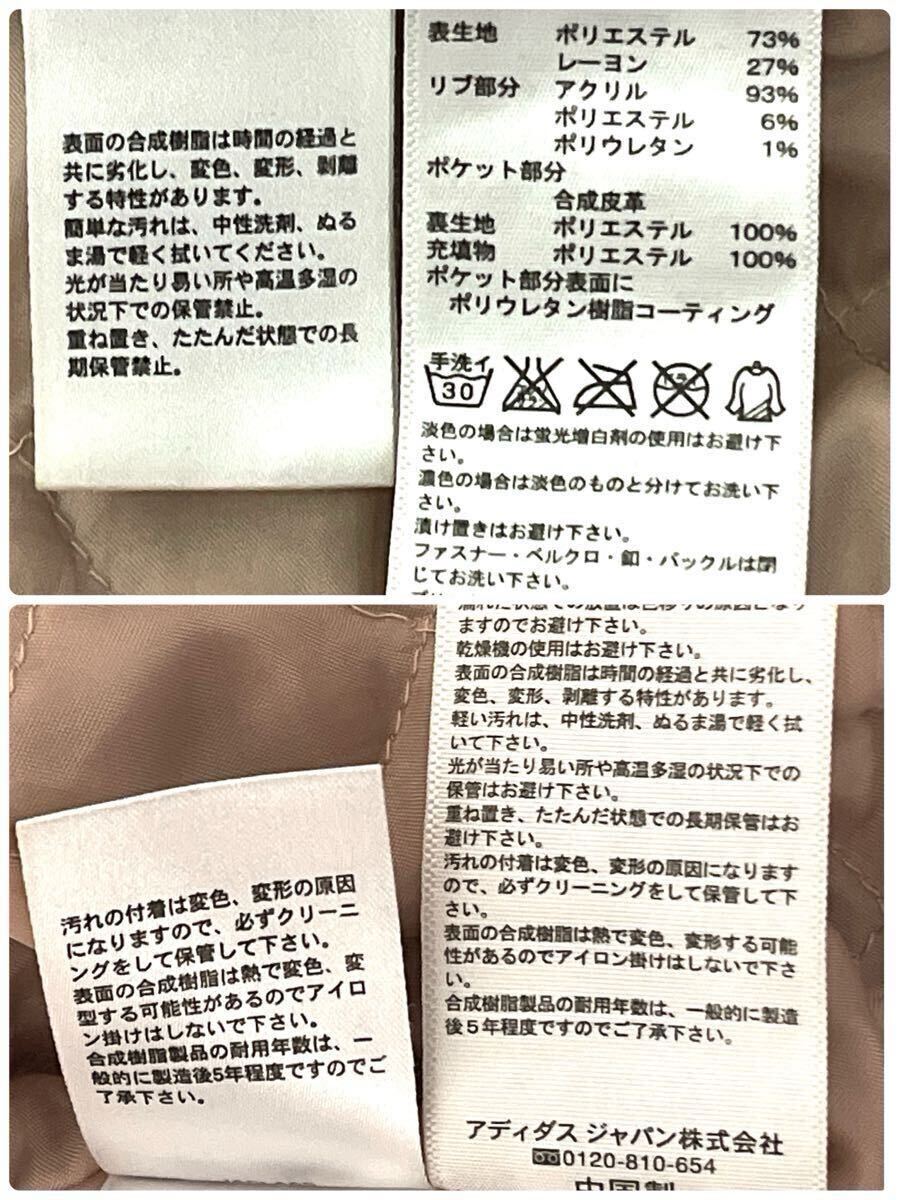 表面の合成樹脂は時間の経過と
共に劣化し、変色、変形、剥離
する特性があります。
簡単な汚れは、中性洗剤、ぬる
ま湯で軽く拭いてください。
光が当たり易い所や高温多湿の
状況下での保管禁止。
重ね置き、たたんだ状態での長
期保管禁止。
表生地 ポリエステル 73%
レーヨン 27%
リブ部分 アクリル 93%
ポリエステル 6%
ポリウレタン 1%
ポケット部分
合成皮革
裏生地 ポリエステル 100%
充填物 ポリエステル 100%
ポケット部分表面に
ポリウレタン樹脂コーティング
手洗イ
30
淡色の場合は蛍光増白剤の使用はお避け下
さい。
濃色の場合は淡色のものと分けてお洗い下
さい。
漬け置きはお避け下さい。
ファスナー・ベルクロ・釦・バックルは閉
じてお洗い下さい。
濡れた状態での放置は色移りの原因となり
ますのでお避け下さい。
乾燥機の使用はお避け下さい。
表面の合成樹脂は時間の経過と共に劣化し、
変色、変形、剥離する特性があります。
軽い汚れは、中性洗剤、ぬるま湯で軽く拭
いて下さい。
光が当たり易い所や高温多湿の状況下での
保管はお避け下さい。
重ね置き、たたんだ状態での長期保管はお
避け下さい。
汚れの付着は変色、変形の原因になります
ので、必ずクリーニングをして保管して下
さい。
表面の合成樹脂は熱で変色、変形する可能
性があるのでアイロン掛けはしないで下さ
い。
合成樹脂製品の耐用年数は、一般的に製造
後5年程度ですのでご了承下さい。
アディダス ジャパン株式会社
0120-810-654
中国製
汚れの付着は変色、変形の原因
になりますので、必ずクリーニ
ングをして保管して下さい。
表面の合成樹脂は熱で変色、変
型する可能性があるのでアイロ
ン掛けはしないで下さい。
合成樹脂製品の耐用年数は、一
般的に製造後5年程度ですのでご
了承下さい。